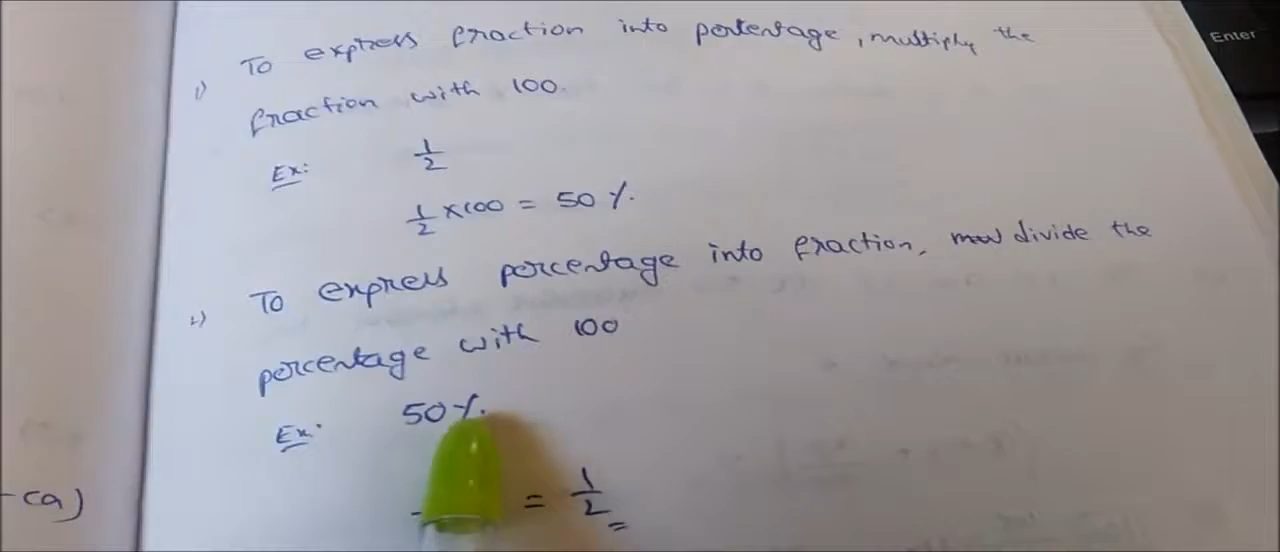 Enter
1) To express fraction into percentage, multiply the
fraction with 100.
Ex: 1/2
1/2 × 100 = 50 %.
2) To express percentage into fraction, divide the
percentage with 100
Ex: 50 %.
= 1/2
-(a)